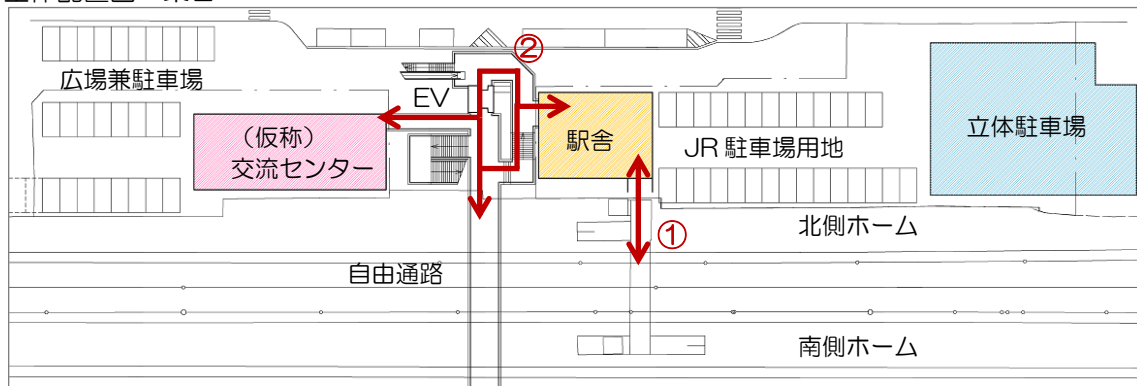 ②
広場兼駐車場
EV
（仮称）
交流センター
駅舎
JR 駐車場用地
立体駐車場
北側ホーム
①
自由通路
南側ホーム